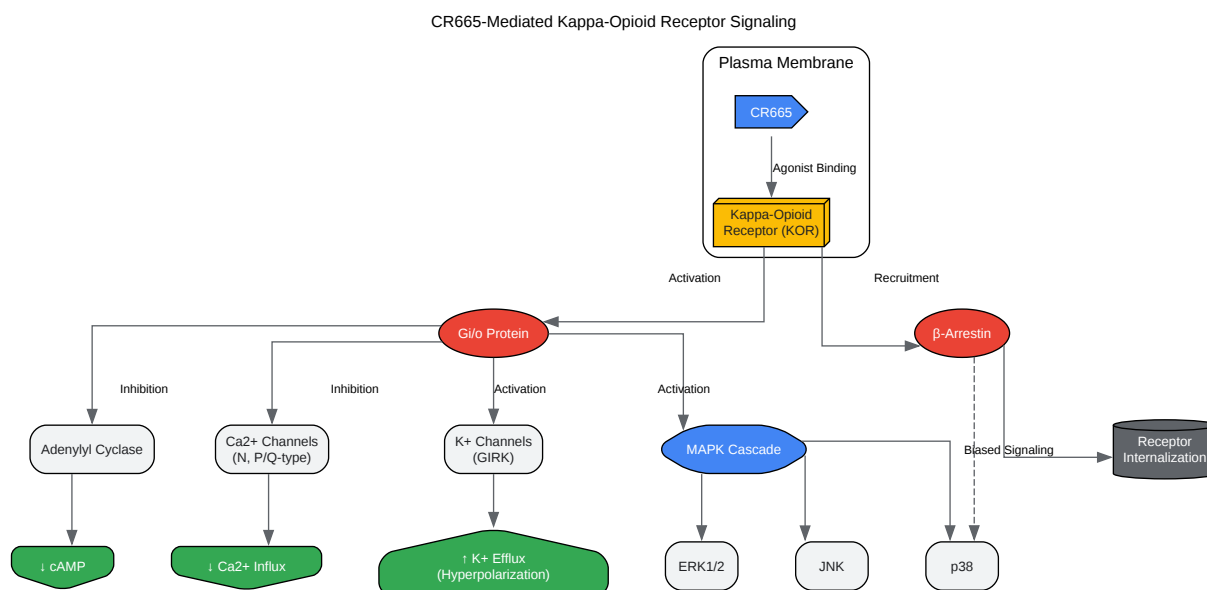 CR665-Mediated Kappa-Opioid Receptor Signaling
Plasma Membrane
CR665
Agonist Binding
Kappa-Opioid
Receptor (KOR)
Activation
Recruitment
Gi/o Protein
β-Arrestin
Inhibition
Inhibition
Activation
Activation
Adenylyl Cyclase
Ca2+ Channels
(N, P/Q-type)
K+ Channels
(GIRK)
MAPK Cascade
Biased Signaling
Receptor
Internalization
↓ cAMP
↓ Ca2+ Influx
↑ K+ Efflux
(Hyperpolarization)
ERK1/2
JNK
p38